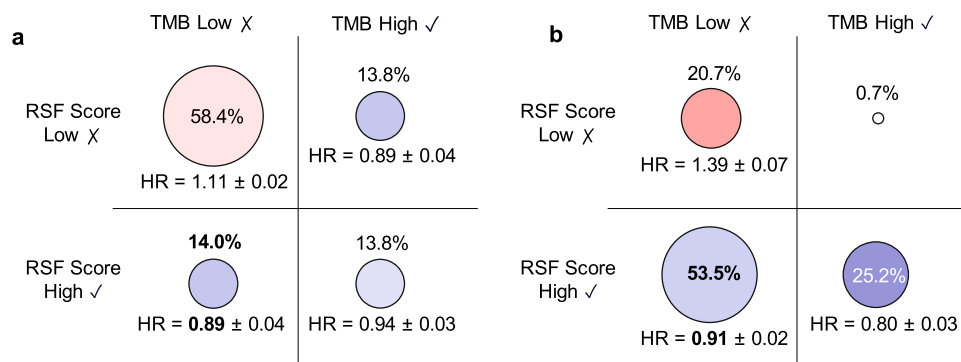 a
TMB Low ✗
TMB High ✓
RSF Score
Low ✗
58.4%
HR = 1.11 ± 0.02
13.8%
HR = 0.89 ± 0.04
RSF Score
High ✓
14.0%
HR = 0.89 ± 0.04
13.8%
HR = 0.94 ± 0.03
b
TMB Low ✗
TMB High ✓
RSF Score
Low ✗
20.7%
HR = 1.39 ± 0.07
0.7%
RSF Score
High ✓
53.5%
HR = 0.91 ± 0.02
25.2%
HR = 0.80 ± 0.03